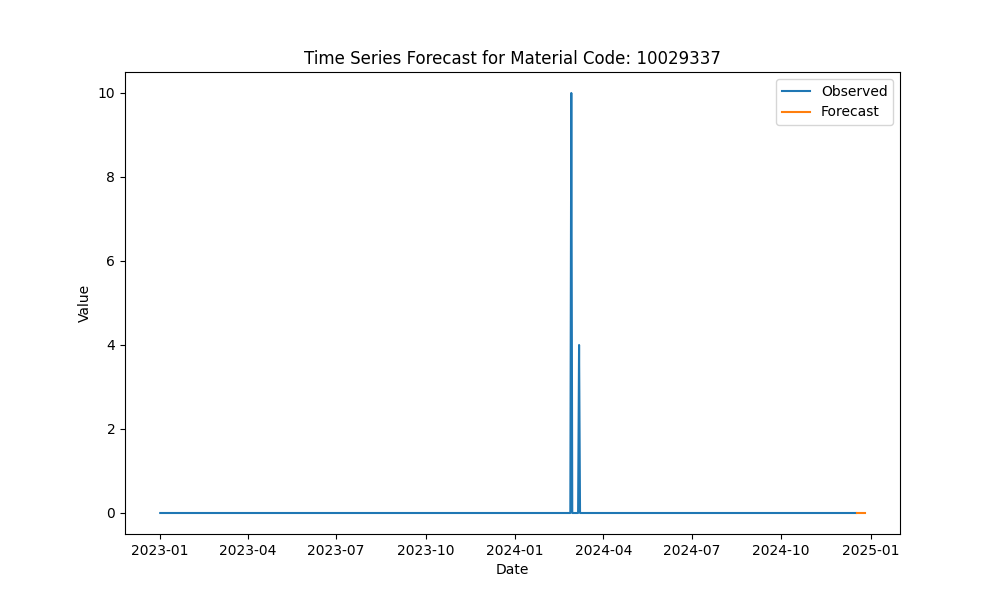 Time Series Forecast for Material Code: 10029337
Observed
Forecast
10
8
6
4
2
0
Value
2023-01 2023-04 2023-07 2023-10 2024-01 2024-04 2024-07 2024-10 2025-01
Date